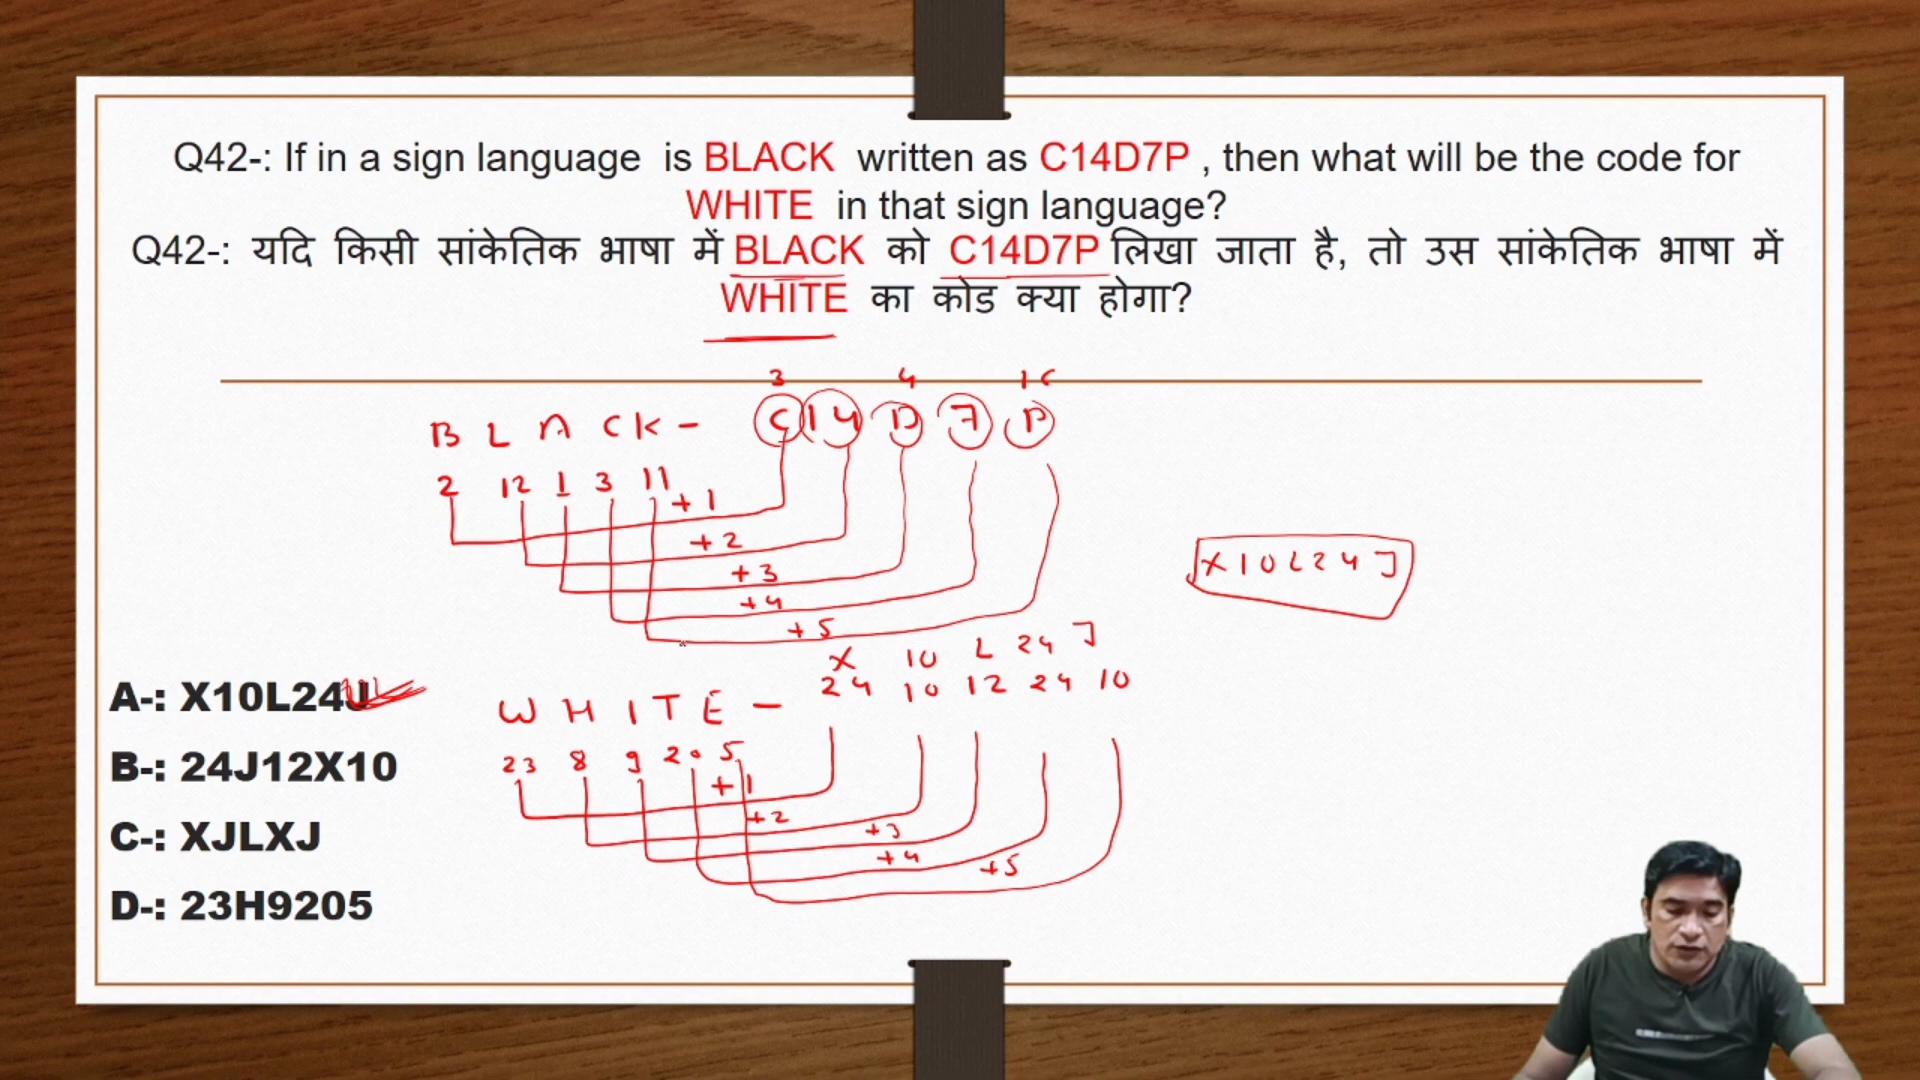 Q42-: If in a sign language is BLACK written as C14D7P , then what will be the code for
WHITE in that sign language?
Q42-: यदि किसी सांकेतिक भाषा में BLACK को C14D7P लिखा जाता है, तो उस सांकेतिक भाषा में
WHITE का कोड क्या होगा?
3 4 16
B L A C K - C 14 D 7 P
2 12 1 3 11
+1
+2
+3
+4
+5
X10L24J
X 10 L 24 J
24 10 12 24 10
W H I T E -
23 8 9 20 5
+1
+2
+3
+4
+5
A-: X10L24J
B-: 24J12X10
C-: XJLXJ
D-: 23H9205